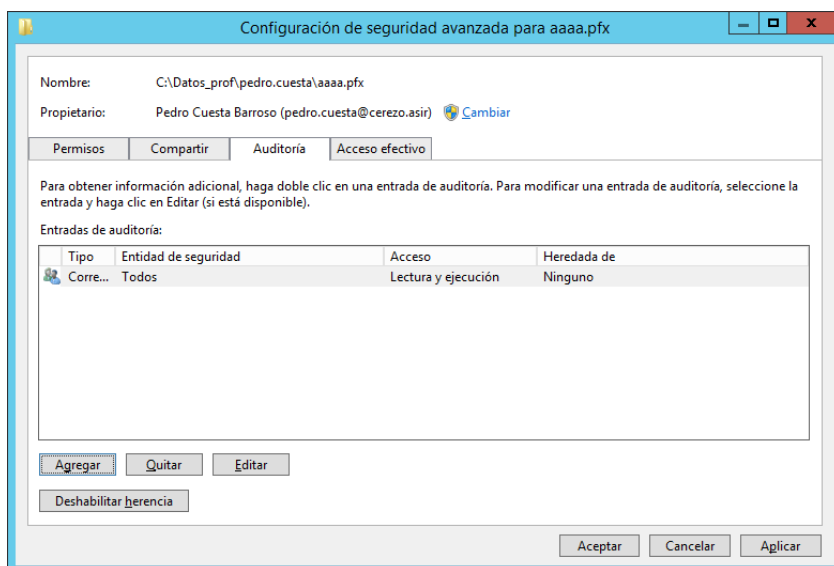 Configuración de seguridad avanzada para aaaa.pfx
Nombre: C:\Datos_prof\pedro.cuesta\aaaa.pfx
Propietario: Pedro Cuesta Barroso (pedro.cuesta@cerezo.asir) Cambiar
Permisos Compartir Auditoría Acceso efectivo
Para obtener información adicional, haga doble clic en una entrada de auditoría. Para modificar una entrada de auditoría, seleccione la
entrada y haga clic en Editar (si está disponible).
Entradas de auditoría:
Tipo Entidad de seguridad Acceso Heredada de
Corre... Todos Lectura y ejecución Ninguno
Agregar Quitar Editar
Deshabilitar herencia
Aceptar Cancelar Aplicar